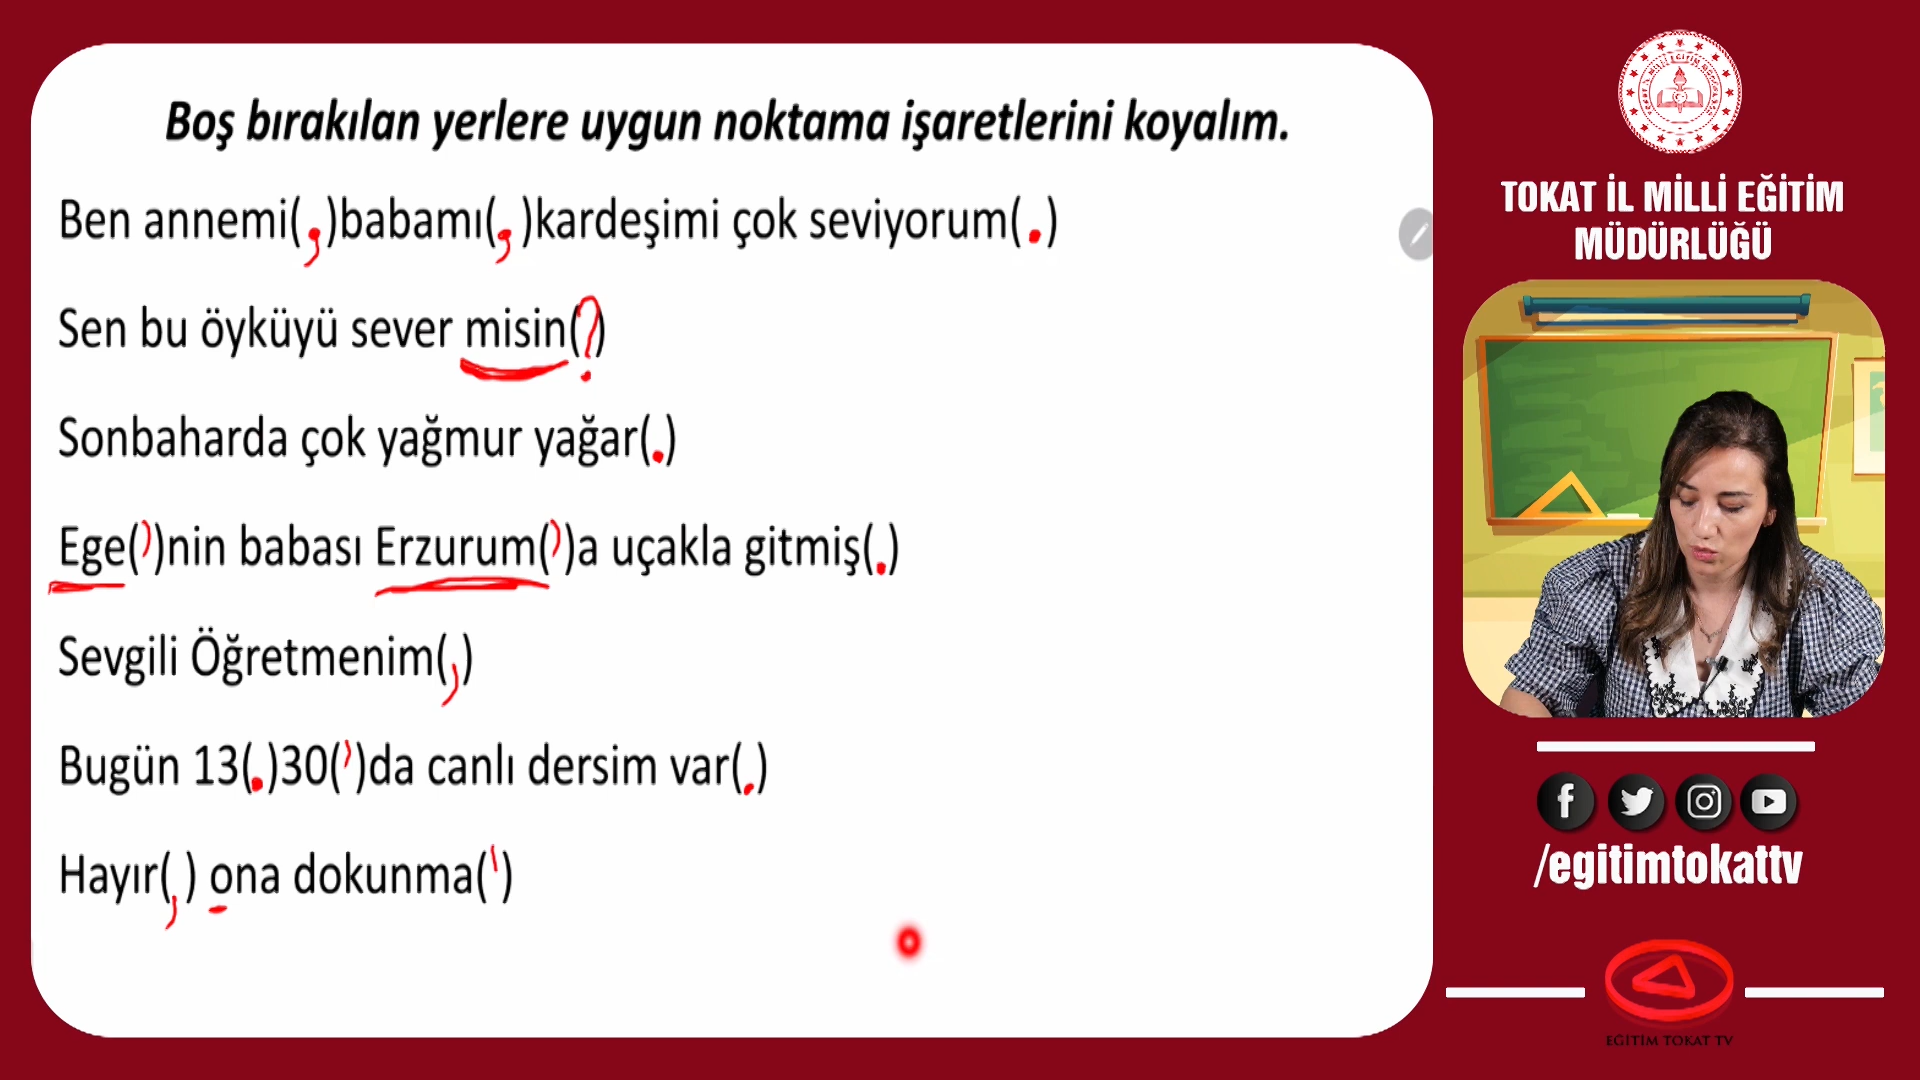 Boş bırakılan yerlere uygun noktama işaretlerini koyalım.
Ben annemi(,)babamı(, )kardeşimi çok seviyorum(.)
Sen bu öyküyü sever misin(?)
Sonbaharda çok yağmur yağar(.)
Ege(')nin babası Erzurum(')a uçakla gitmiş(.)
Sevgili Öğretmenim(,)
Bugün 13(.)30(')da canlı dersim var(.)
Hayır(,) ona dokunma(')
TOKAT İL MİLLİ EĞİTİM
MÜDÜRLÜĞÜ
/egitimtokattv
EĞİTİM TOKAT TV